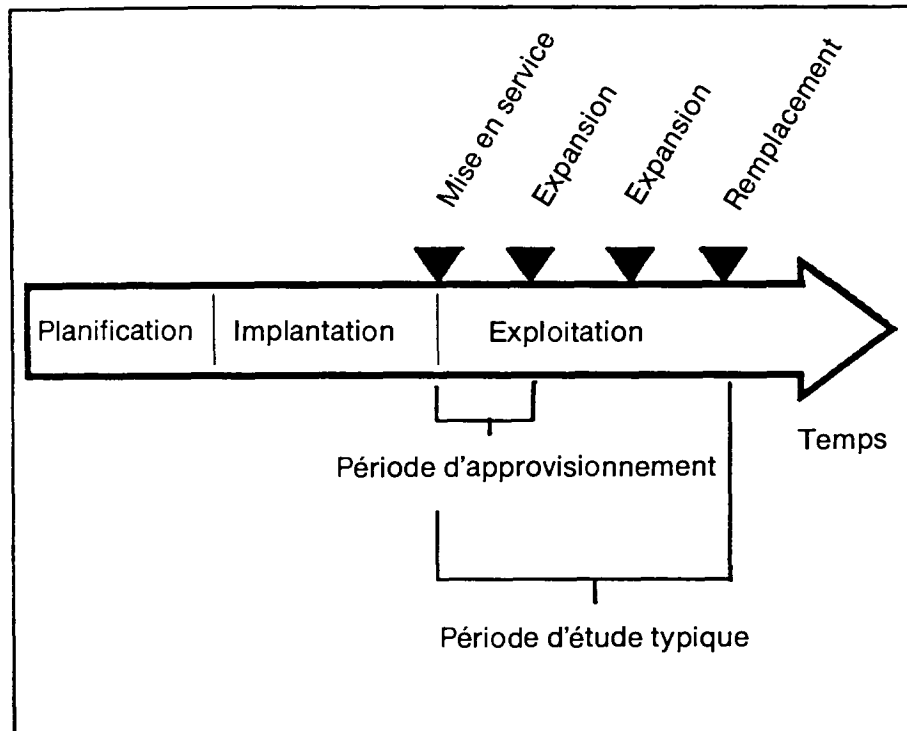 Mise en service
Expansion
Expansion
Remplacement
Planification
Implantation
Exploitation
Temps
Période d'approvisionnement
Période d'étude typique